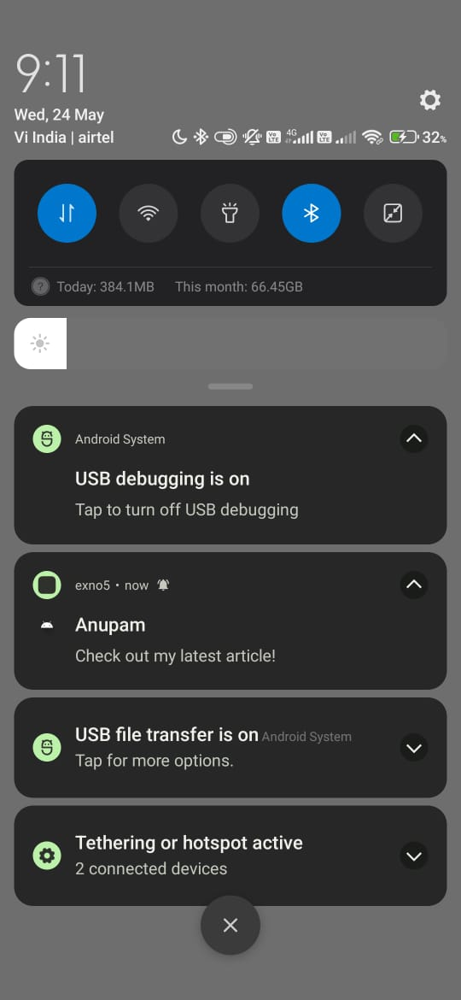 9:11
Wed, 24 May
Vi India | airtel
Vo LTE 4G Vo LTE 32%
Today: 384.1MB This month: 66.45GB
Android System
USB debugging is on
Tap to turn off USB debugging
exno5 • now
Anupam
Check out my latest article!
USB file transfer is on Android System
Tap for more options.
Tethering or hotspot active
2 connected devices